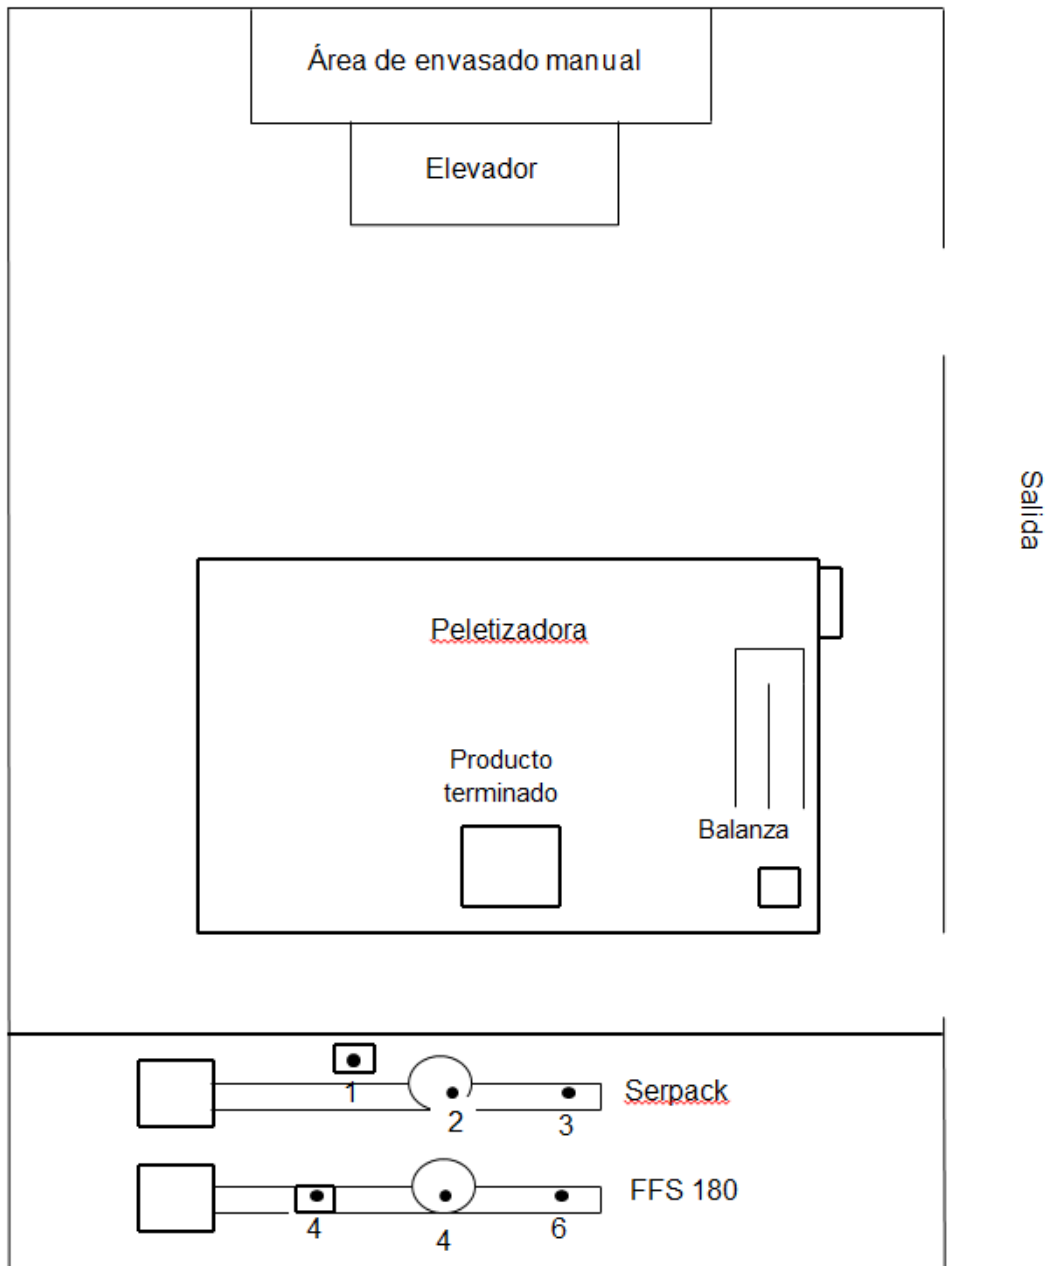 Área de envasado manual
Elevador
Salida
Peletizadora
Producto
terminado
Balanza
1
2
3
Serpack
4
4
6
FFS 180